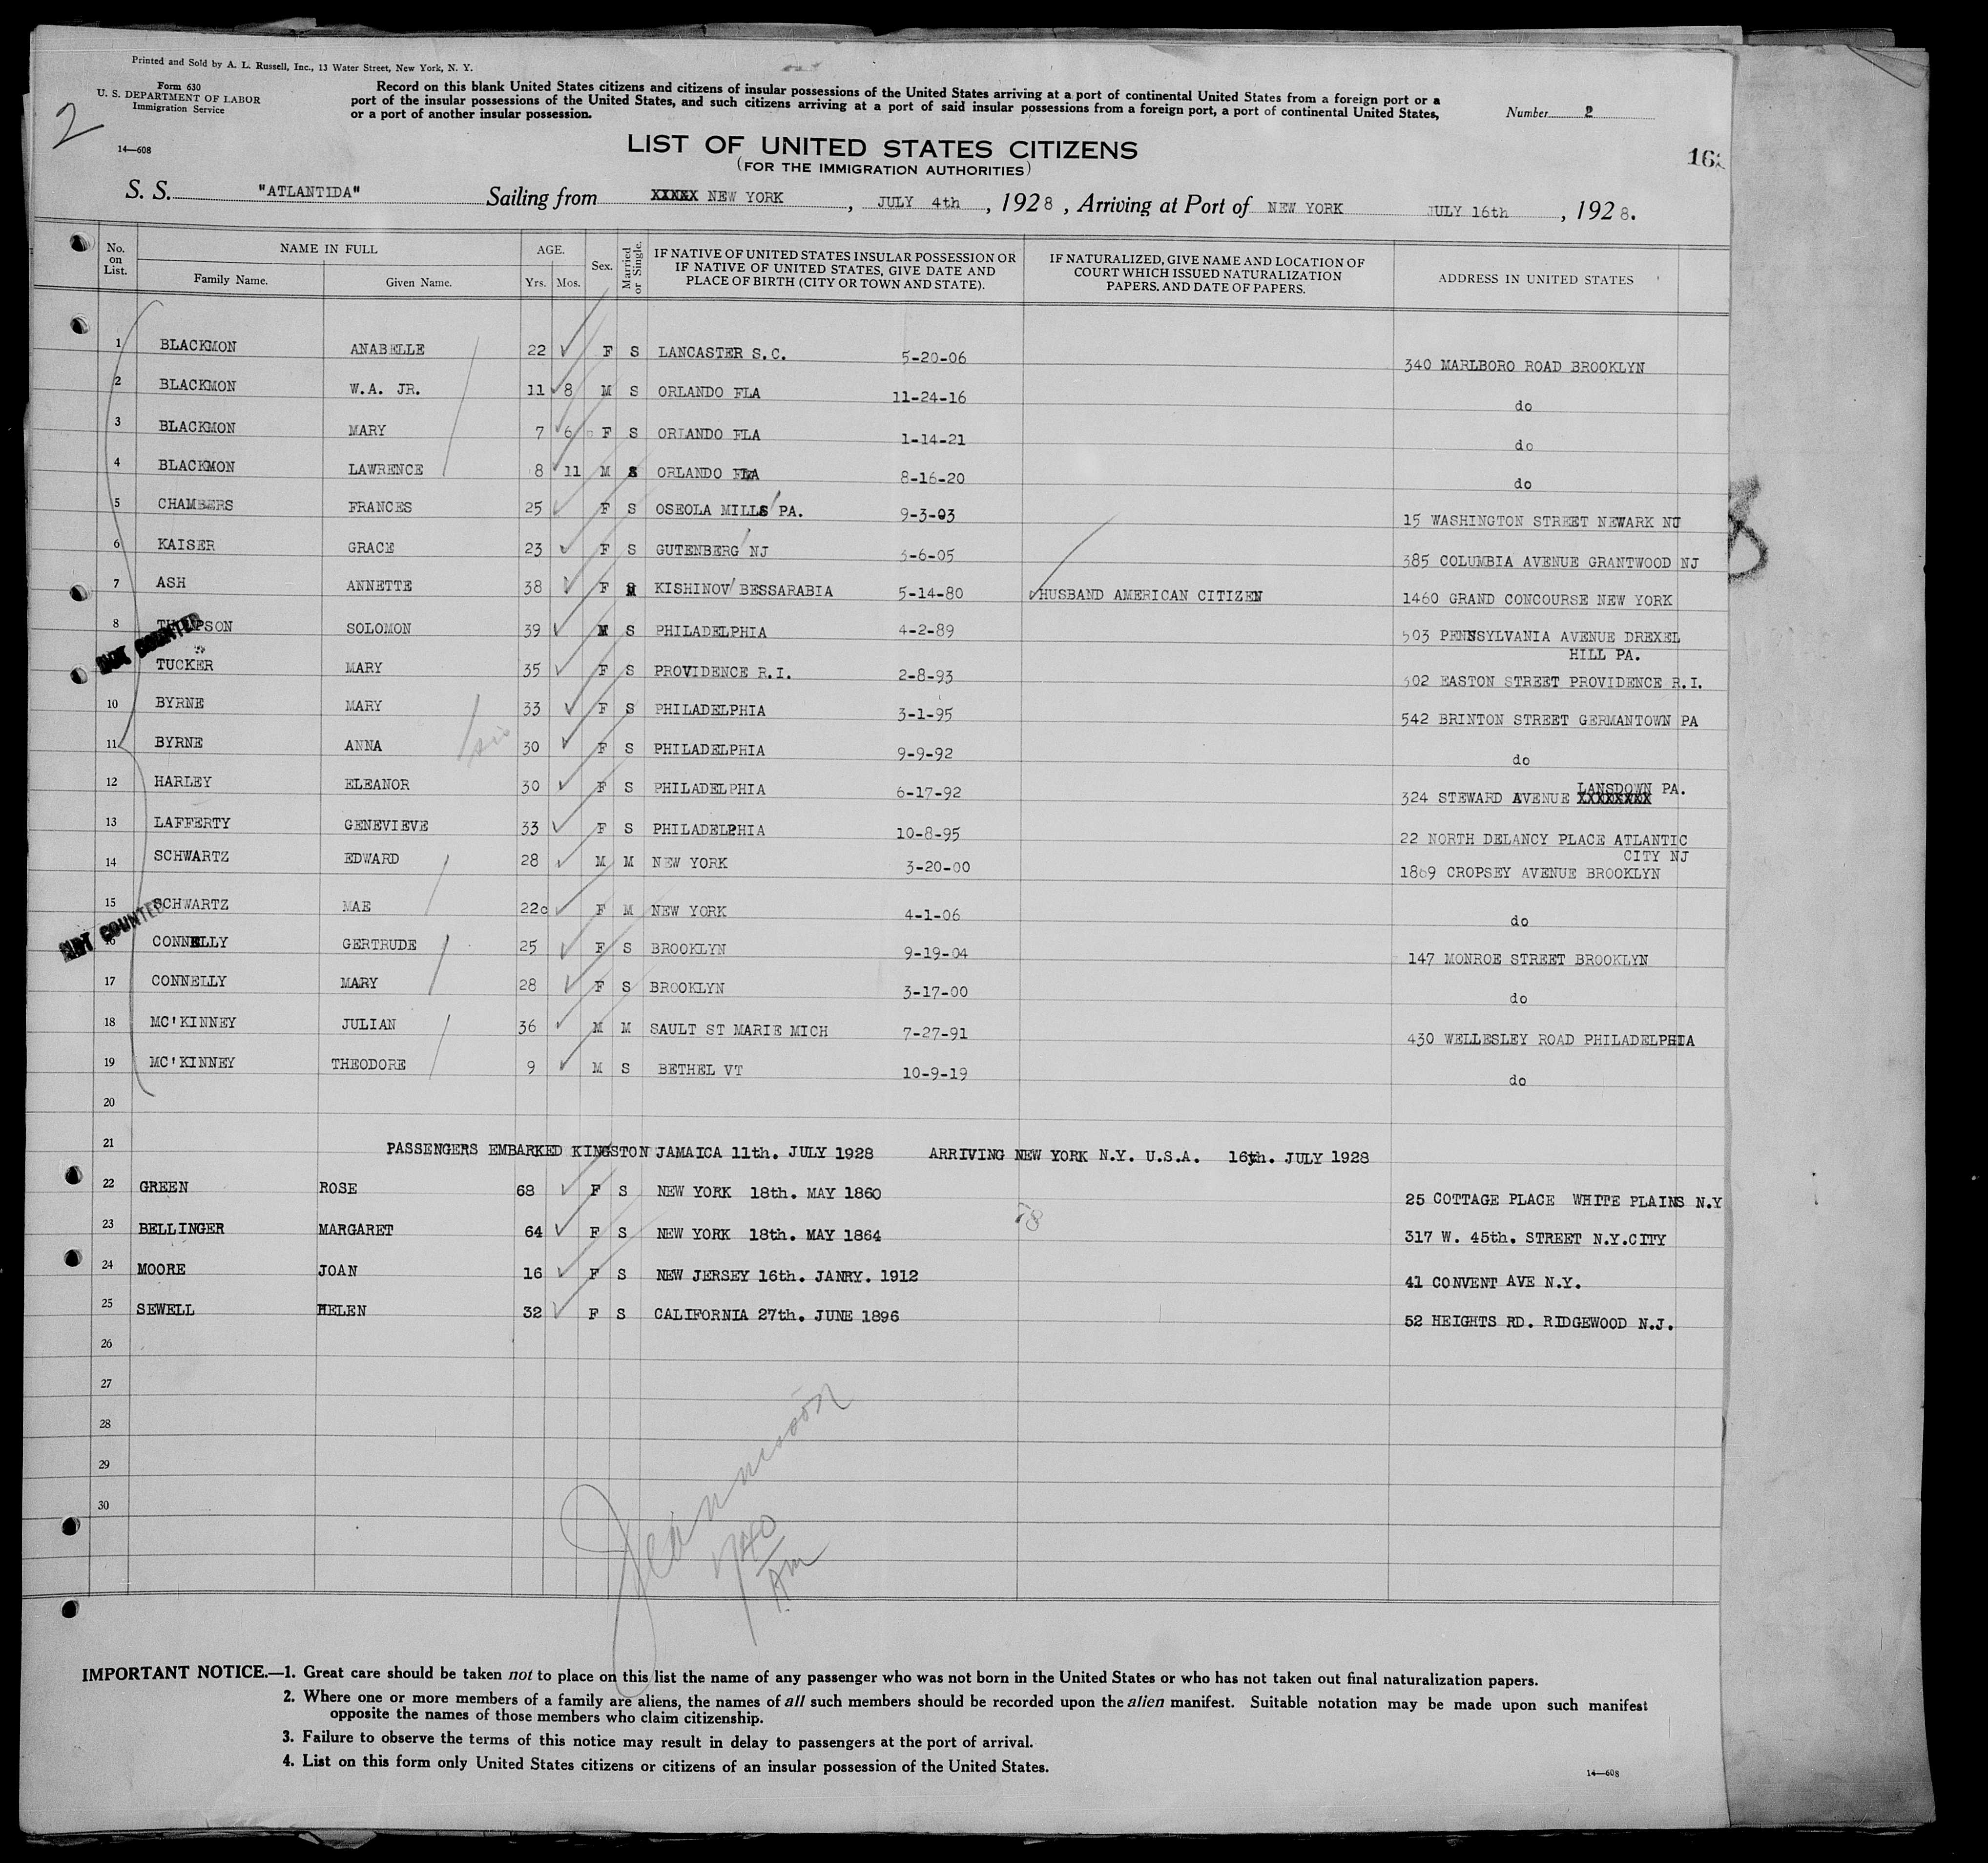 Printed and Sold by A. L. Russell, Inc., 13 Water Street, New York, N. Y.
Form 630
U. S. DEPARTMENT OF LABOR
Immigration Service
2
14—608
Record on this blank United States citizens and citizens of insular possessions of the United States arriving at a port of continental United States from a foreign port or a
port of the insular possessions of the United States, and such citizens arriving at a port of said insular possessions from a foreign port, a port of continental United States,
or a port of another insular possession.
Number 2
LIST OF UNITED STATES CITIZENS
(FOR THE IMMIGRATION AUTHORITIES)
S. S. "ATLANTIDA" Sailing from XXXXX NEW YORK, JULY 4th, 1928, Arriving at Port of NEW YORK JULY 16th, 1928.
No. on List. NAME IN FULL Family Name. Given Name. AGE. Yrs. Mos. Sex. Married or Single. IF NATIVE OF UNITED STATES INSULAR POSSESSION OR IF NATIVE OF UNITED STATES, GIVE DATE AND PLACE OF BIRTH (CITY OR TOWN AND STATE). IF NATURALIZED, GIVE NAME AND LOCATION OF COURT WHICH ISSUED NATURALIZATION PAPERS, AND DATE OF PAPERS. ADDRESS IN UNITED STATES
1 BLACKMON ANABELLE 22 F S LANCASTER S.C. 5-20-06 340 MARLBORO ROAD BROOKLYN
2 BLACKMON W.A. JR. 11 8 M S ORLANDO FLA 11-24-16 do
3 BLACKMON MARY 7 6 F S ORLANDO FLA 1-14-21 do
4 BLACKMON LAWRENCE 8 11 M S ORLANDO FLA 8-16-20 do
5 CHAMBERS FRANCES 25 F S OSEOLA MILLS PA. 9-3-03 15 WASHINGTON STREET NEWARK NJ
6 KAISER GRACE 23 F S GUTENBERG NJ 3-6-05 385 COLUMBIA AVENUE GRANTWOOD NJ
7 ASH ANNETTE 38 F M KISHINOV BESSARABIA 5-14-80 HUSBAND AMERICAN CITIZEN 1460 GRAND CONCOURSE NEW YORK
8 THOMPSON SOLOMON 39 M S PHILADELPHIA 4-2-89 503 PENNSYLVANIA AVENUE DREXEL
HILL PA.
NOT COUNTED
TUCKER MARY 35 F S PROVIDENCE R.I. 2-8-93 302 EASTON STREET PROVIDENCE R.I.
10 BYRNE MARY 33 F S PHILADELPHIA 3-1-95 542 BRINTON STREET GERMANTOWN PA
11 BYRNE ANNA sis 30 F S PHILADELPHIA 9-9-92 do
12 HARLEY ELEANOR 30 F S PHILADELPHIA 6-17-92 324 STEWARD AVENUE XXXXXXXX LANSDOWN PA.
13 LAFFERTY GENEVIEVE 33 F S PHILADELPHIA 10-8-95 22 NORTH DELANCY PLACE ATLANTIC
CITY NJ
14 SCHWARTZ EDWARD 28 M M NEW YORK 3-20-00 1869 CROPSEY AVENUE BROOKLYN
15 SCHWARTZ MAE 22 F M NEW YORK 4-1-06 do
NOT COUNTED
16 CONNELLY GERTRUDE 25 F S BROOKLYN 9-19-04 147 MONROE STREET BROOKLYN
17 CONNELLY MARY 28 F S BROOKLYN 3-17-00 do
18 MC'KINNEY JULIAN 36 M M SAULT ST MARIE MICH 7-27-91 430 WELLESLEY ROAD PHILADELPHIA
19 MC'KINNEY THEODORE 9 M S BETHEL VT 10-9-19 do
20
21 PASSENGERS EMBARKED KINGSTON JAMAICA 11th. JULY 1928 ARRIVING NEW YORK N.Y. U.S.A. 16th. JULY 1928
22 GREEN ROSE 68 F S NEW YORK 18th. MAY 1860 25 COTTAGE PLACE WHITE PLAINS N.Y
23 BELLINGER MARGARET 64 F S NEW YORK 18th. MAY 1864 317 W. 45th. STREET N.Y.CITY
24 MOORE JOAN 16 F S NEW JERSEY 16th. JANRY. 1912 41 CONVENT AVE N.Y.
25 SEWELL HELEN 32 F S CALIFORNIA 27th. JUNE 1896 52 HEIGHTS RD. RIDGEWOOD N.J.
26
27
28
29
30
740
Am
IMPORTANT NOTICE.—1. Great care should be taken not to place on this list the name of any passenger who was not born in the United States or who has not taken out final naturalization papers.
2. Where one or more members of a family are aliens, the names of all such members should be recorded upon the alien manifest. Suitable notation may be made upon such manifest
opposite the names of those members who claim citizenship.
3. Failure to observe the terms of this notice may result in delay to passengers at the port of arrival.
4. List on this form only United States citizens or citizens of an insular possession of the United States.
14—608